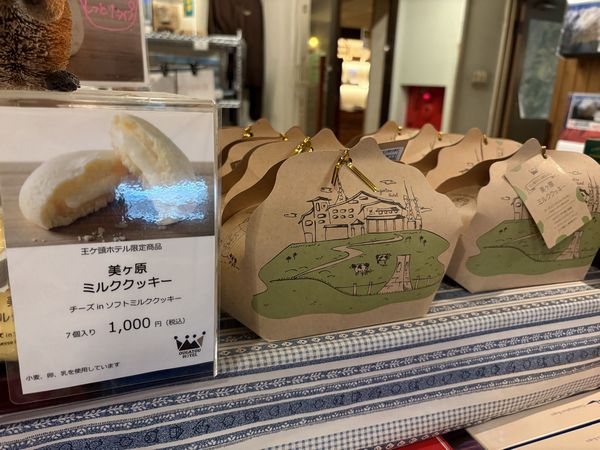 王ヶ頭ホテル限定商品
美ヶ原
ミルククッキー
チーズ in ソフトミルククッキー
7個入り 1,000円(税込)
OUGATOU
HOTEL
小麦、卵、乳を使用しています
美ヶ原
ミルククッキー